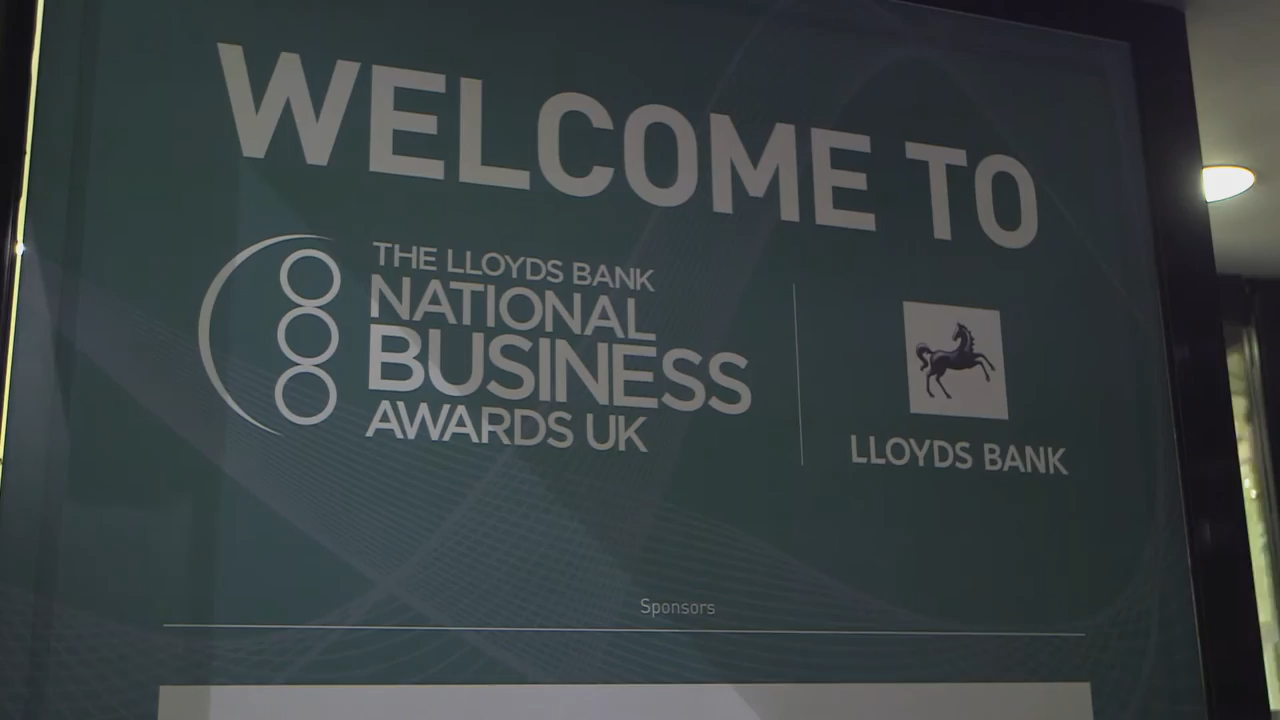 WELCOME TO
THE LLOYDS BANK
NATIONAL
BUSINESS
AWARDS UK
LLOYDS BANK
Sponsors